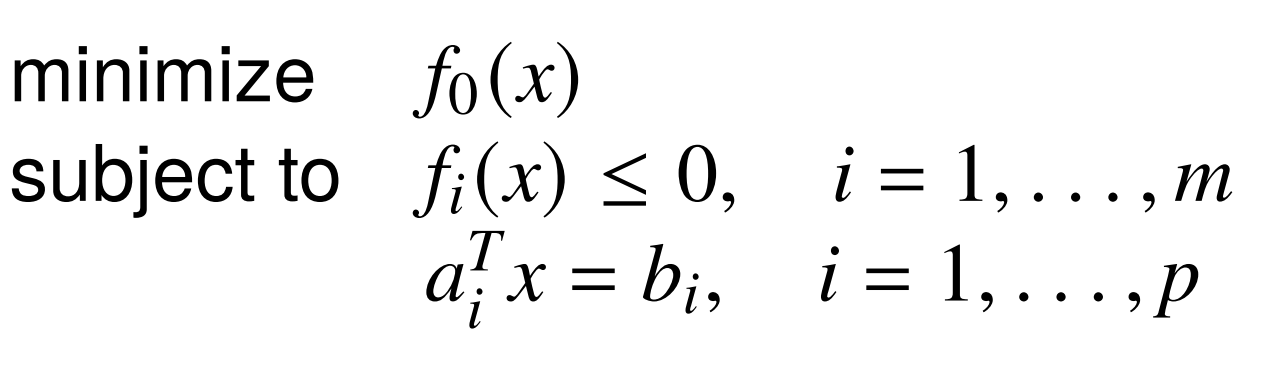 minimize f₀(x)
subject to fᵢ(x) ≤ 0, i = 1, . . . , m
aᵢᵀx = bᵢ, i = 1, . . . , p